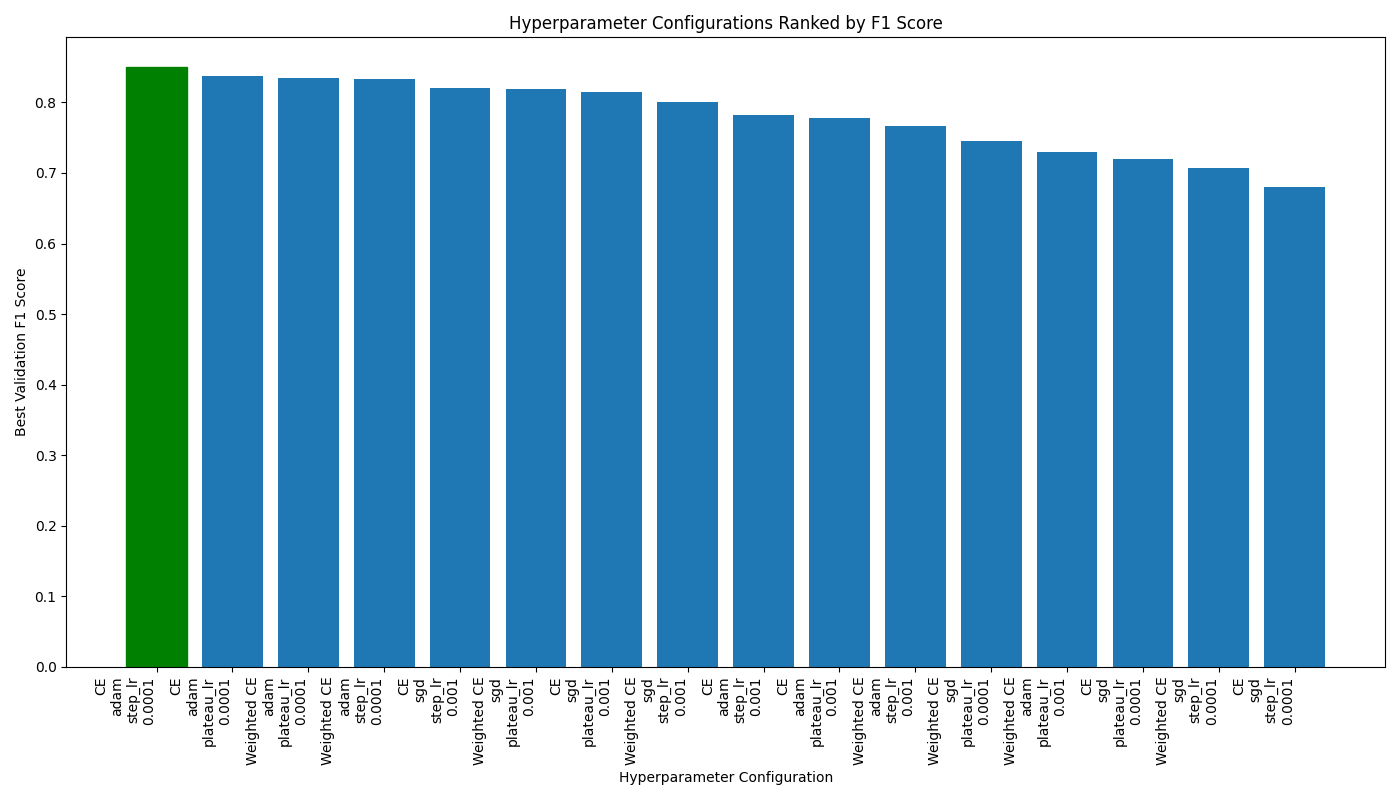 Hyperparameter Configurations Ranked by F1 Score
Best Validation F1 Score
0.8
0.7
0.6
0.5
0.4
0.3
0.2
0.1
0.0
CE
adam
step_lr
0.0001
CE
adam
plateau_lr
0.0001
Weighted CE
adam
plateau_lr
0.0001
Weighted CE
adam
step_lr
0.0001
CE
sgd
step_lr
0.001
Weighted CE
sgd
plateau_lr
0.001
CE
sgd
plateau_lr
0.001
Weighted CE
sgd
step_lr
0.001
CE
adam
step_lr
0.001
CE
adam
plateau_lr
0.001
Weighted CE
adam
step_lr
0.001
Weighted CE
sgd
plateau_lr
0.0001
Weighted CE
adam
plateau_lr
0.001
CE
sgd
plateau_lr
0.0001
Weighted CE
sgd
step_lr
0.0001
CE
sgd
step_lr
0.0001
Hyperparameter Configuration